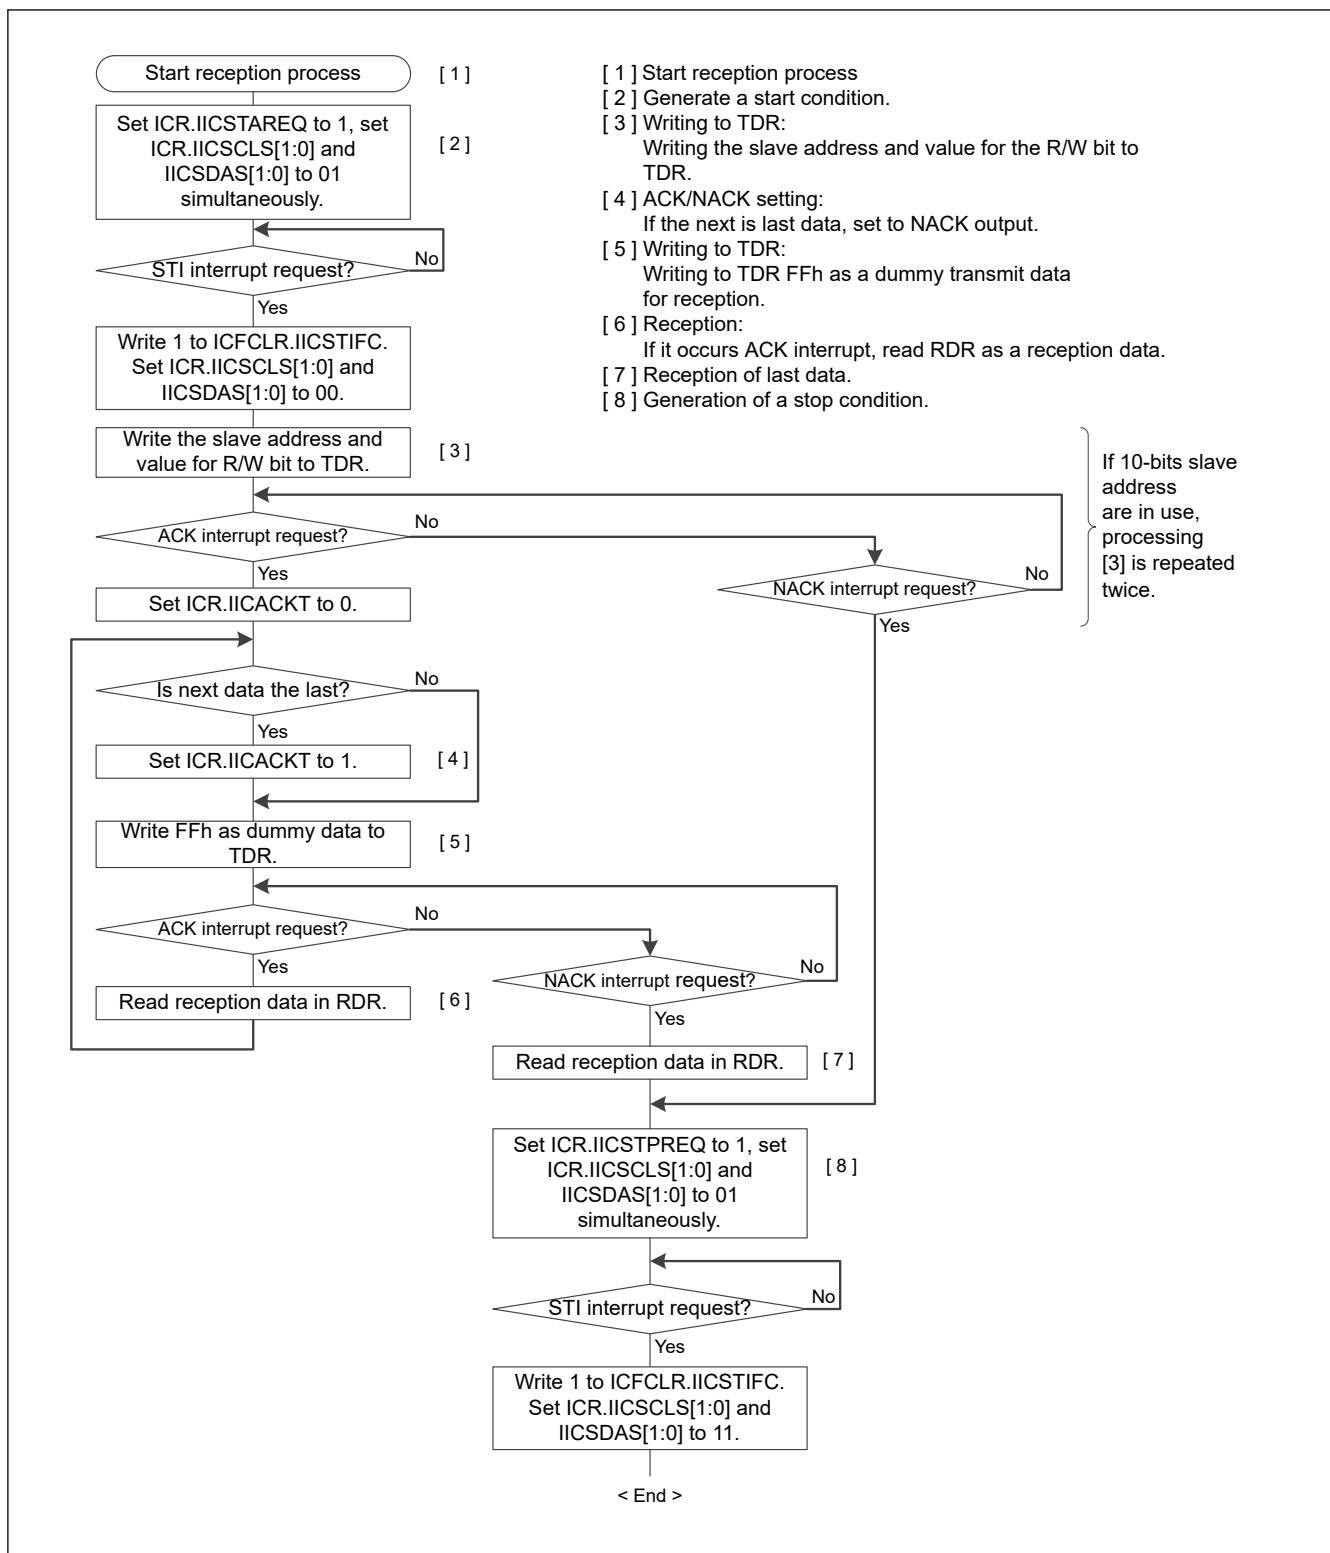 Start reception process
[ 1 ]
Set ICR.IICSTAREQ to 1, set
ICR.IICSCLS[1:0] and
IICSDAS[1:0] to 01
simultaneously.
[ 2 ]
STI interrupt request?
No
Yes
Write 1 to ICFCLR.IICSTIFC.
Set ICR.IICSCLS[1:0] and
IICSDAS[1:0] to 00.
Write the slave address and
value for R/W bit to TDR.
[ 3 ]
ACK interrupt request?
No
Yes
NACK interrupt request?
No
Yes
Set ICR.IICACKT to 0.
Is next data the last?
No
Yes
Set ICR.IICACKT to 1.
[ 4 ]
Write FFh as dummy data to
TDR.
[ 5 ]
ACK interrupt request?
No
Yes
NACK interrupt request?
No
Yes
Read reception data in RDR.
[ 6 ]
Read reception data in RDR.
[ 7 ]
Set ICR.IICSTPREQ to 1, set
ICR.IICSCLS[1:0] and
IICSDAS[1:0] to 01
simultaneously.
[ 8 ]
STI interrupt request?
No
Yes
Write 1 to ICFCLR.IICSTIFC.
Set ICR.IICSCLS[1:0] and
IICSDAS[1:0] to 11.
< End >
[ 1 ] Start reception process
[ 2 ] Generate a start condition.
[ 3 ] Writing to TDR:
Writing the slave address and value for the R/W bit to
TDR.
[ 4 ] ACK/NACK setting:
If the next is last data, set to NACK output.
[ 5 ] Writing to TDR:
Writing to TDR FFh as a dummy transmit data
for reception.
[ 6 ] Reception:
If it occurs ACK interrupt, read RDR as a reception data.
[ 7 ] Reception of last data.
[ 8 ] Generation of a stop condition.
If 10-bits slave
address
are in use,
processing
[3] is repeated
twice.